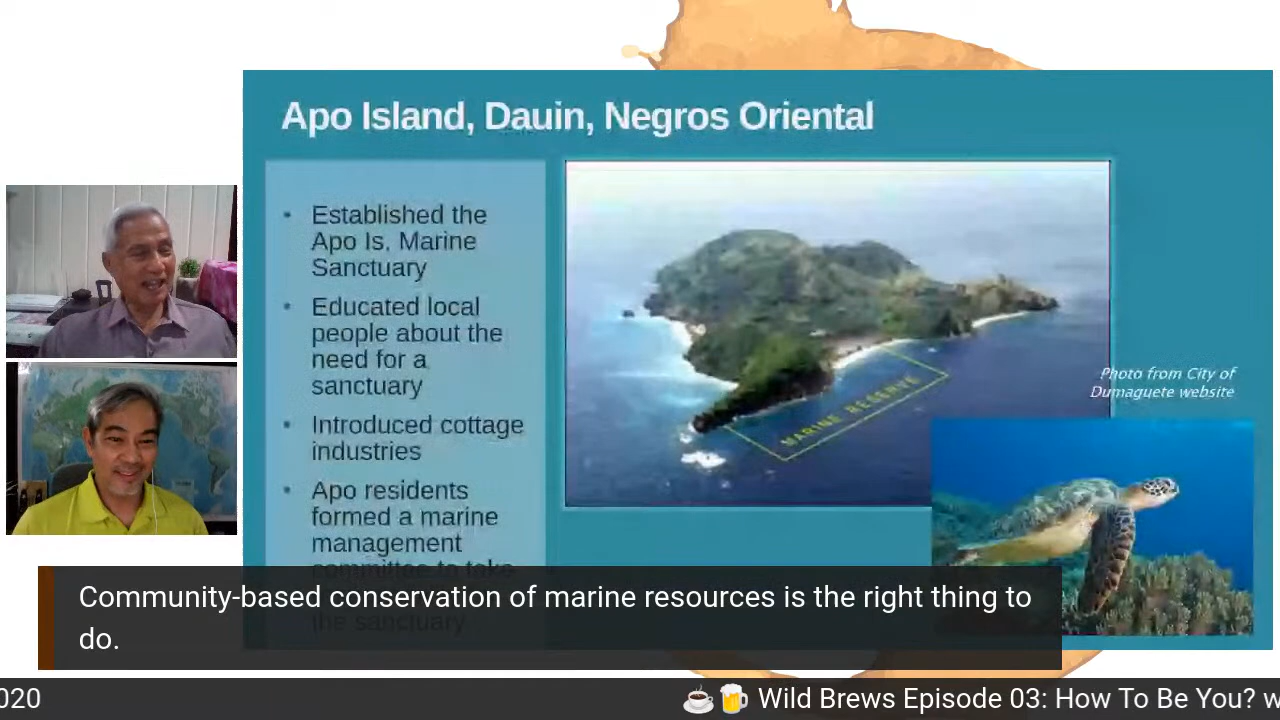 Apo Island, Dauin, Negros Oriental
• Established the
Apo Is. Marine
Sanctuary
• Educated local
people about the
need for a
sanctuary
• Introduced cottage
industries
• Apo residents
formed a marine
management
committee to take
the sanctuary
MARINE RESERVE
Photo from City of
Dumaguete website
Community-based conservation of marine resources is the right thing to
do.
020
☕🍺 Wild Brews Episode 03: How To Be You? w